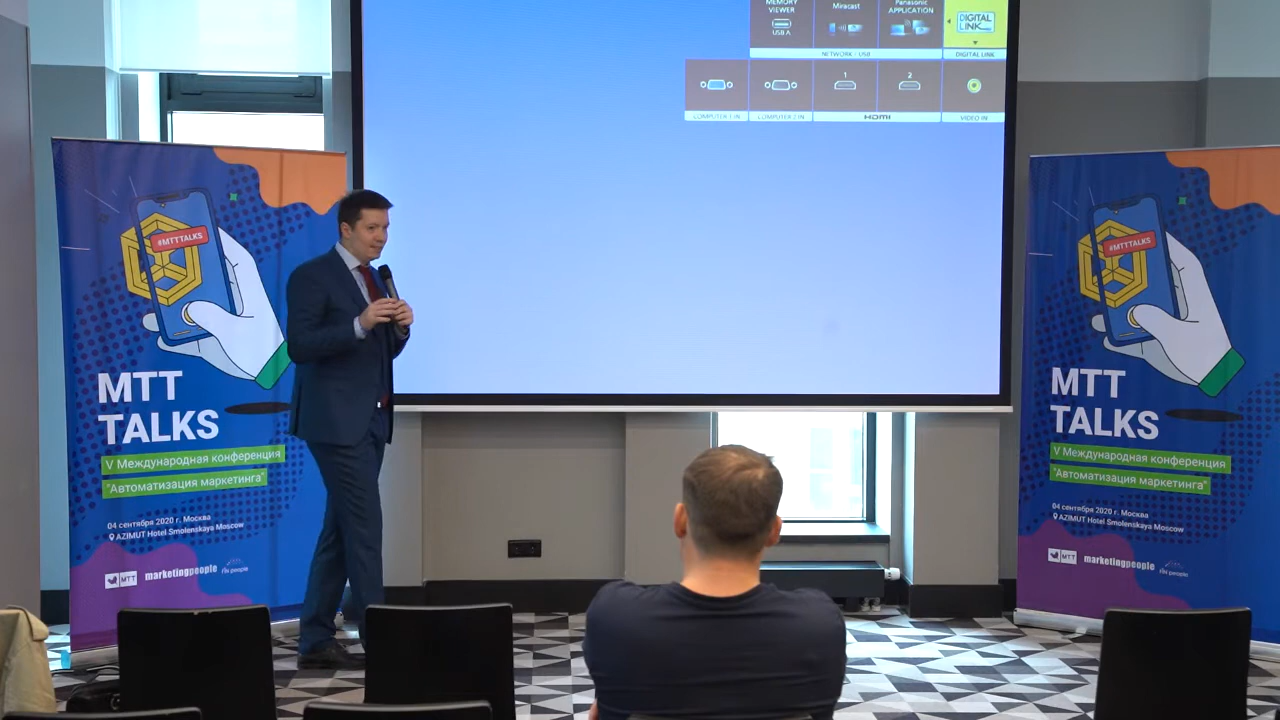 MEMORY
VIEWER
USB A
Miracast
Panasonic
APPLICATION
DIGITAL
LINK
NETWORK / USB
DIGITAL LINK
1
2
COMPUTER 1 IN
COMPUTER 2 IN
HDMI
VIDEO IN
#MTTTALKS
MTT
TALKS
V Международная конференция
"Автоматизация маркетинга"
04 сентября 2020 г. Москва
AZIMUT Hotel Smolenskaya Moscow
MTT
marketingpeople
#MTTTALKS
MTT
TALKS
V Международная конференция
"Автоматизация маркетинга"
04 сентября 2020 г. Москва
AZIMUT Hotel Smolenskaya Moscow
MTT
marketingpeople